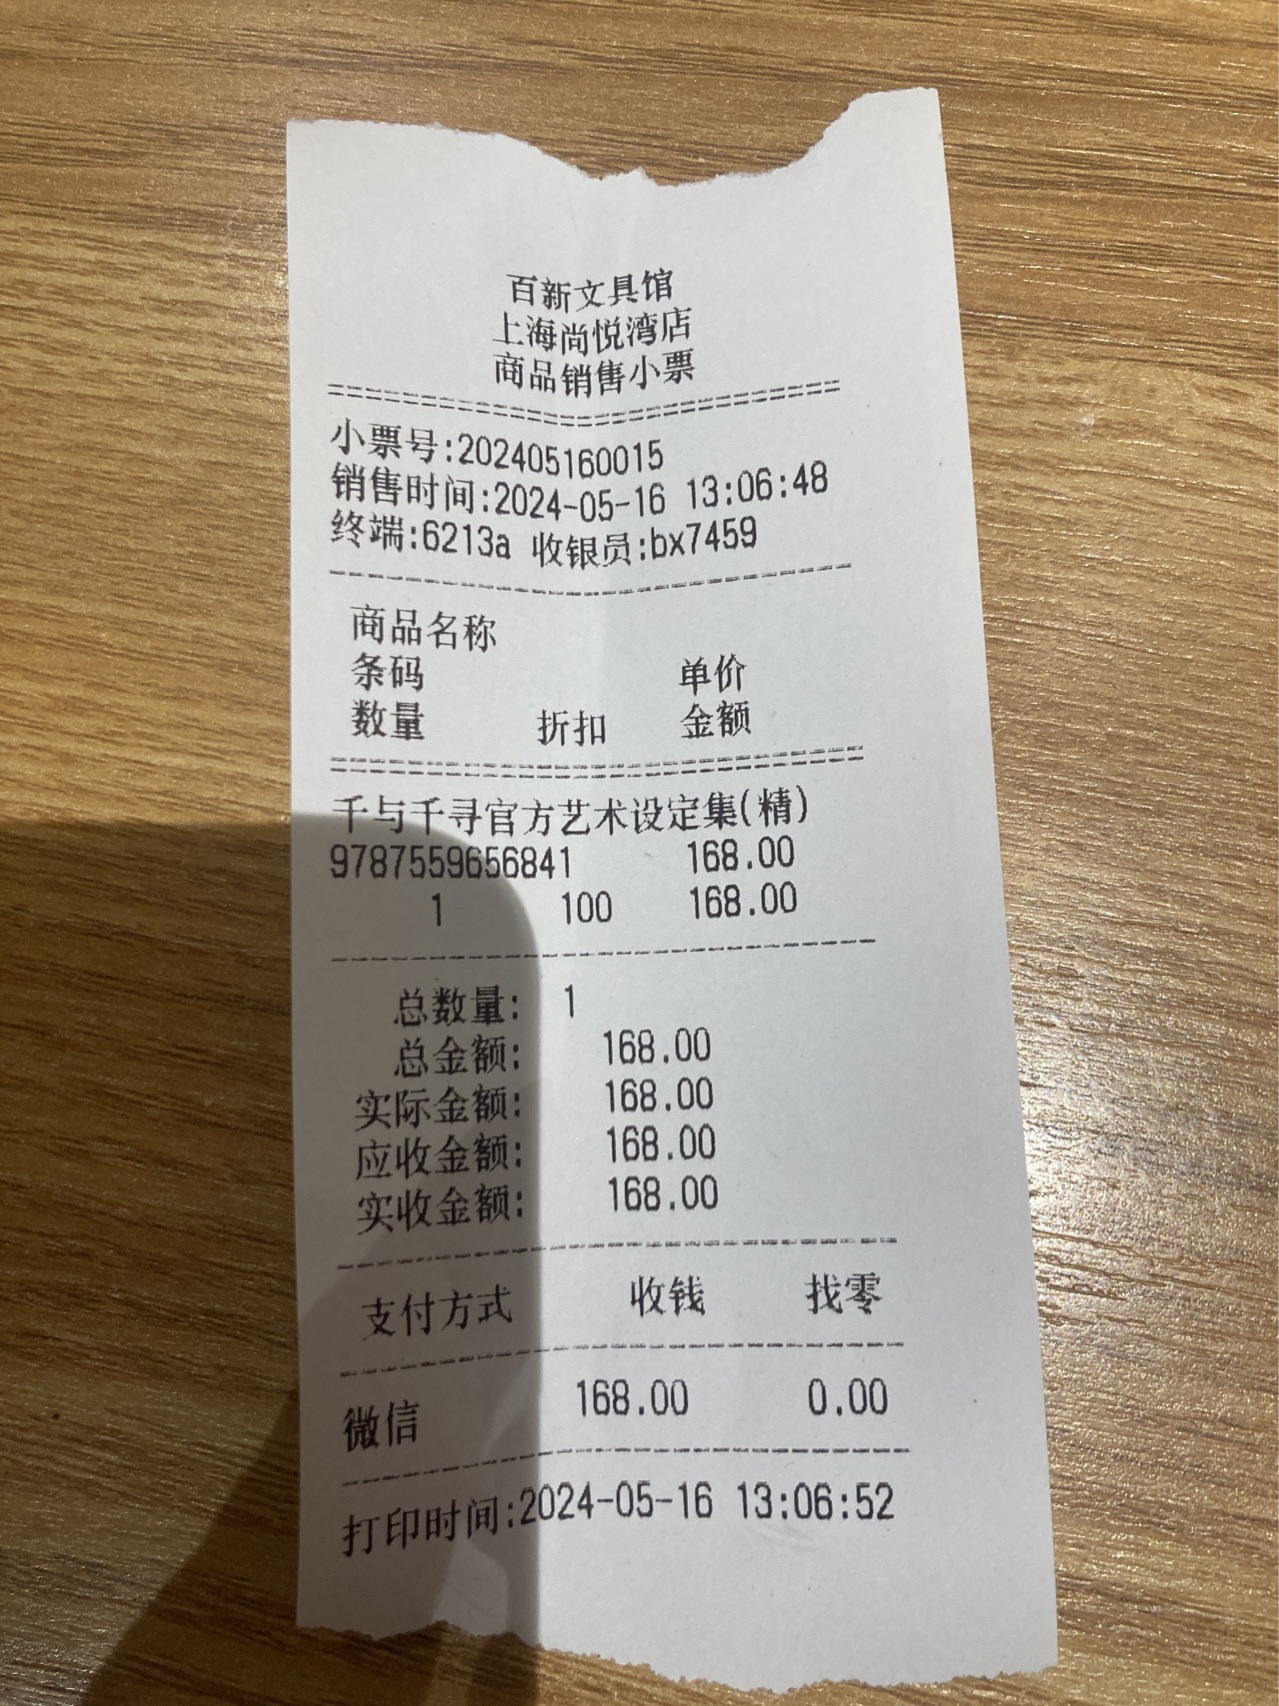 百新文具馆
上海尚悦湾店
商品销售小票
小票号:202405160015
销售时间:2024-05-16 13:06:48
终端:6213a 收银员:bx7459
商品名称
条码 单价
数量 折扣 金额
千与千寻官方艺术设定集(精)
9787559656841 168.00
1 100 168.00
总数量: 1
总金额: 168.00
实际金额: 168.00
应收金额: 168.00
实收金额: 168.00
支付方式 收钱 找零
微信 168.00 0.00
打印时间:2024-05-16 13:06:52